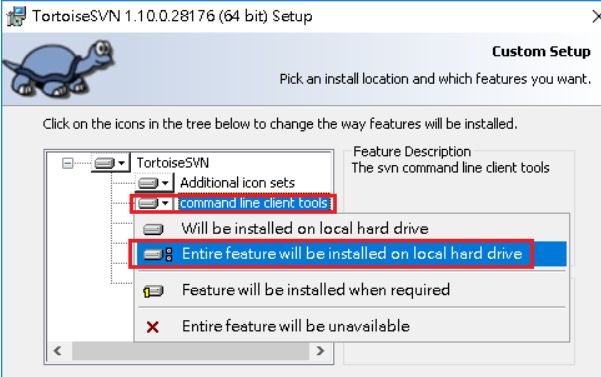 TortoiseSVN 1.10.0.28176 (64 bit) Setup
Custom Setup
Pick an install location and which features you want.
Click on the icons in the tree below to change the way features will be installed.
TortoiseSVN
Additional icon sets
command line client tools
Feature Description
The svn command line client tools
Will be installed on local hard drive
Entire feature will be installed on local hard drive
Feature will be installed when required
Entire feature will be unavailable